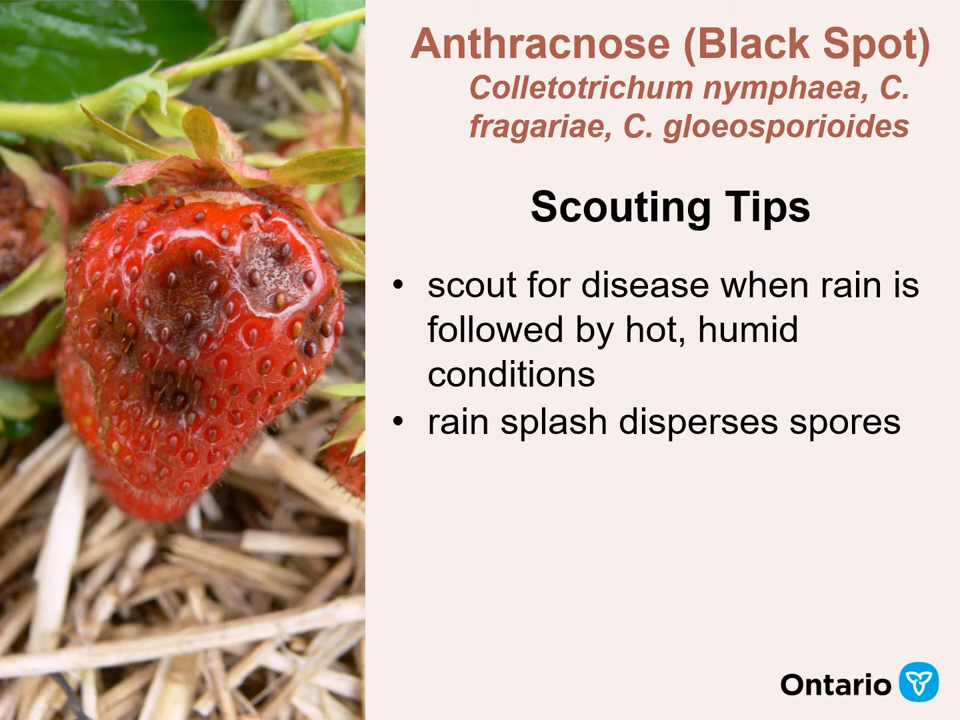 Anthracnose (Black Spot)
Colletotrichum nymphaea, C.
fragariae, C. gloeosporioides
Scouting Tips
• scout for disease when rain is
followed by hot, humid
conditions
• rain splash disperses spores
Ontario